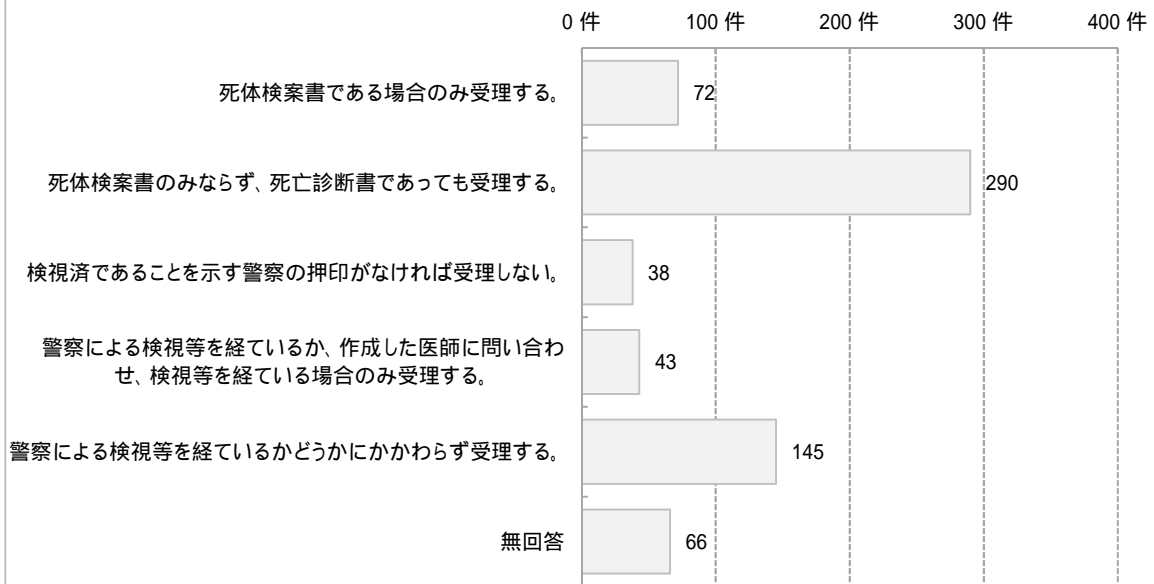 0 件 100 件 200 件 300 件 400 件
死体検案書である場合のみ受理する。 72
死体検案書のみならず、死亡診断書であっても受理する。 290
検視済であることを示す警察の押印がなければ受理しない。 38
警察による検視等を経ているか、作成した医師に問い合わ
せ、検視等を経ている場合のみ受理する。 43
警察による検視等を経ているかどうかにかかわらず受理する。 145
無回答 66